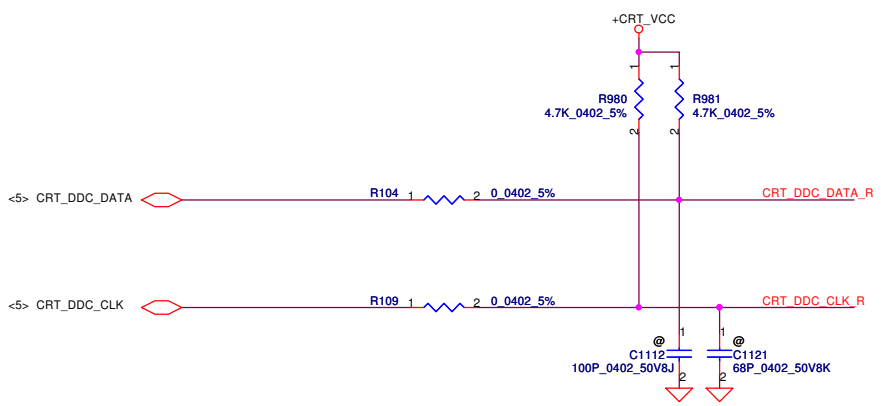 +CRT_VCC
1
1
R980
R981
4.7K_0402_5%
4.7K_0402_5%
2
2
<5> CRT_DDC_DATA
R104 1
2 0_0402_5%
CRT_DDC_DATA_R
<5> CRT_DDC_CLK
R109 1
2 0_0402_5%
CRT_DDC_CLK_R
1
1
@
@
C1112
C1121
100P_0402_50V8J
68P_0402_50V8K
2
2